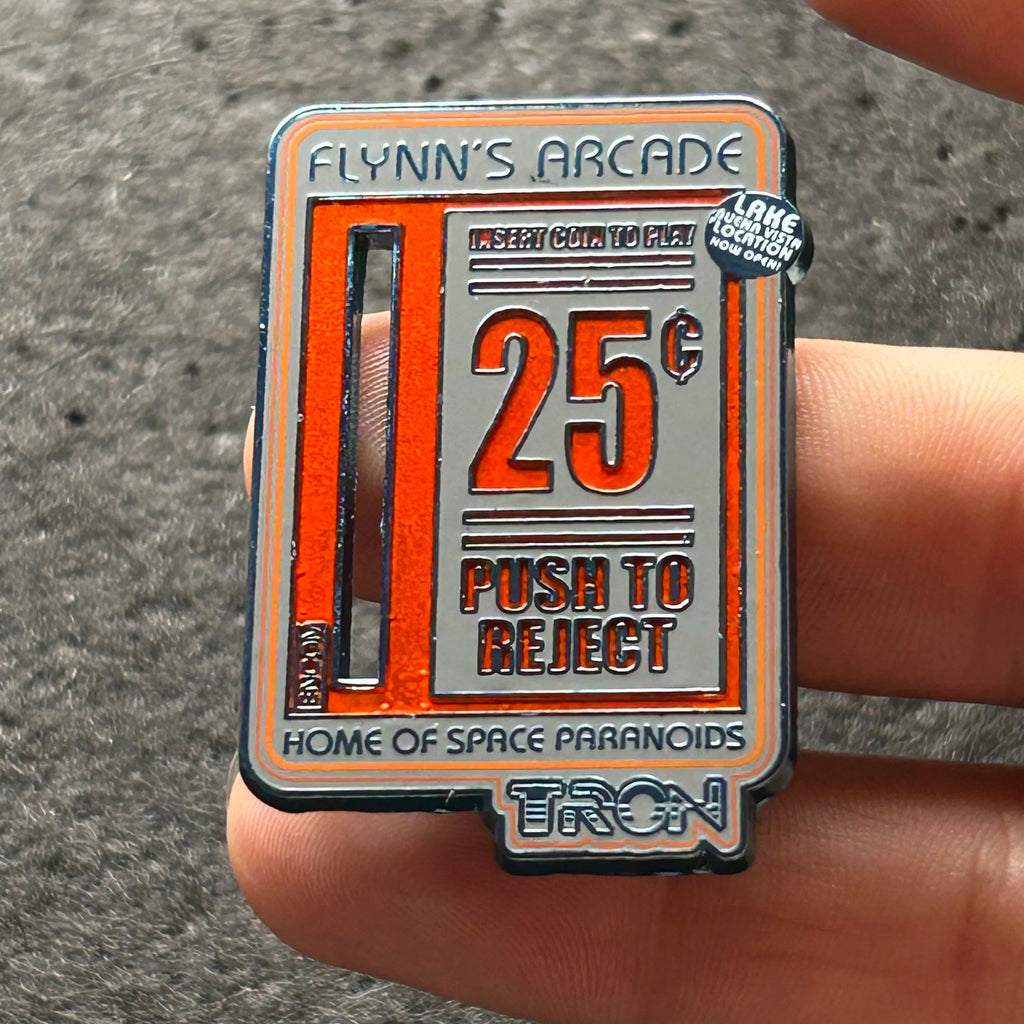 FLYNN'S ARCADE
LAKE
BUENA VISTA
LOCATION
NOW OPEN!
INSERT COIN TO PLAY
25¢
PUSH TO
REJECT
ENCOM
HOME OF SPACE PARANOIDS
TRON